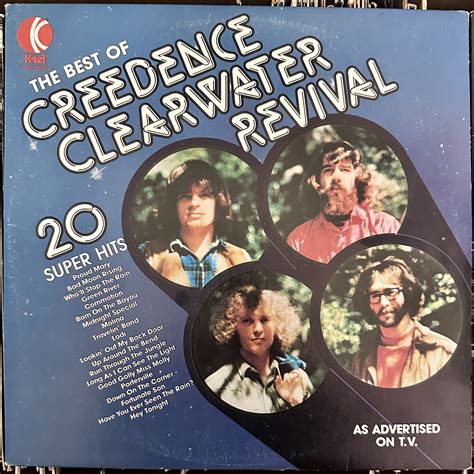 K
K-tel
THE BEST OF
CREEDENCE
CLEARWATER
REVIVAL
20
SUPER HITS
Proud Mary
Bad Moon Rising
Who'll Stop The Rain
Green River
Commotion
Born On The Bayou
Midnight Special
Molina
Travelin' Band
Lodi
Lookin' Out My Back Door
Up Around The Bend
Run Through The Jungle
Long As I Can See The Light
Good Golly Miss Molly
Porterville
Down On The Corner
Fortunate Son
Have You Ever Seen The Rain?
Hey Tonight
AS ADVERTISED
ON T.V.